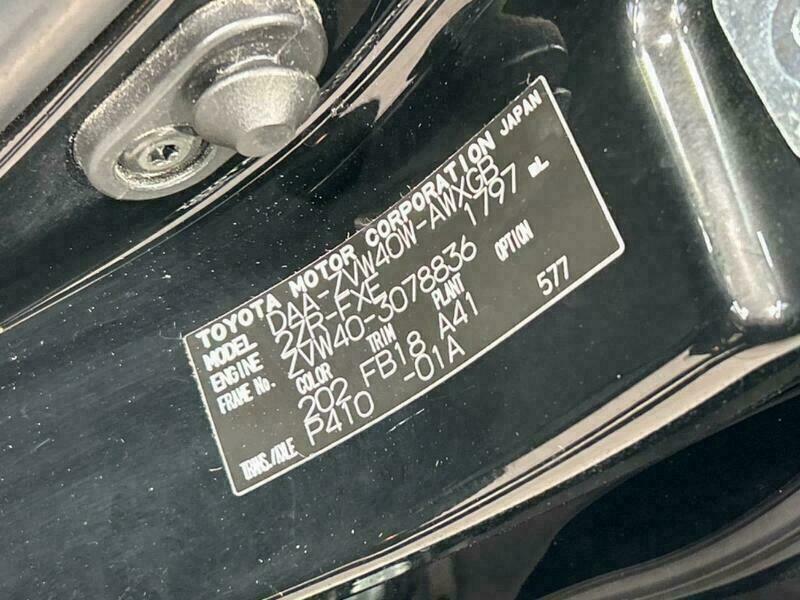 TOYOTA MOTOR CORPORATION JAPAN
MODEL DAA-ZVW40W-AWXGB
ENGINE 2ZR-FXE 1797 mL
FRAME No. ZVW40-3078836
COLOR TRIM PLANT OPTION
202 FB18 A41 577
TRANS./AXLE P410 -01A